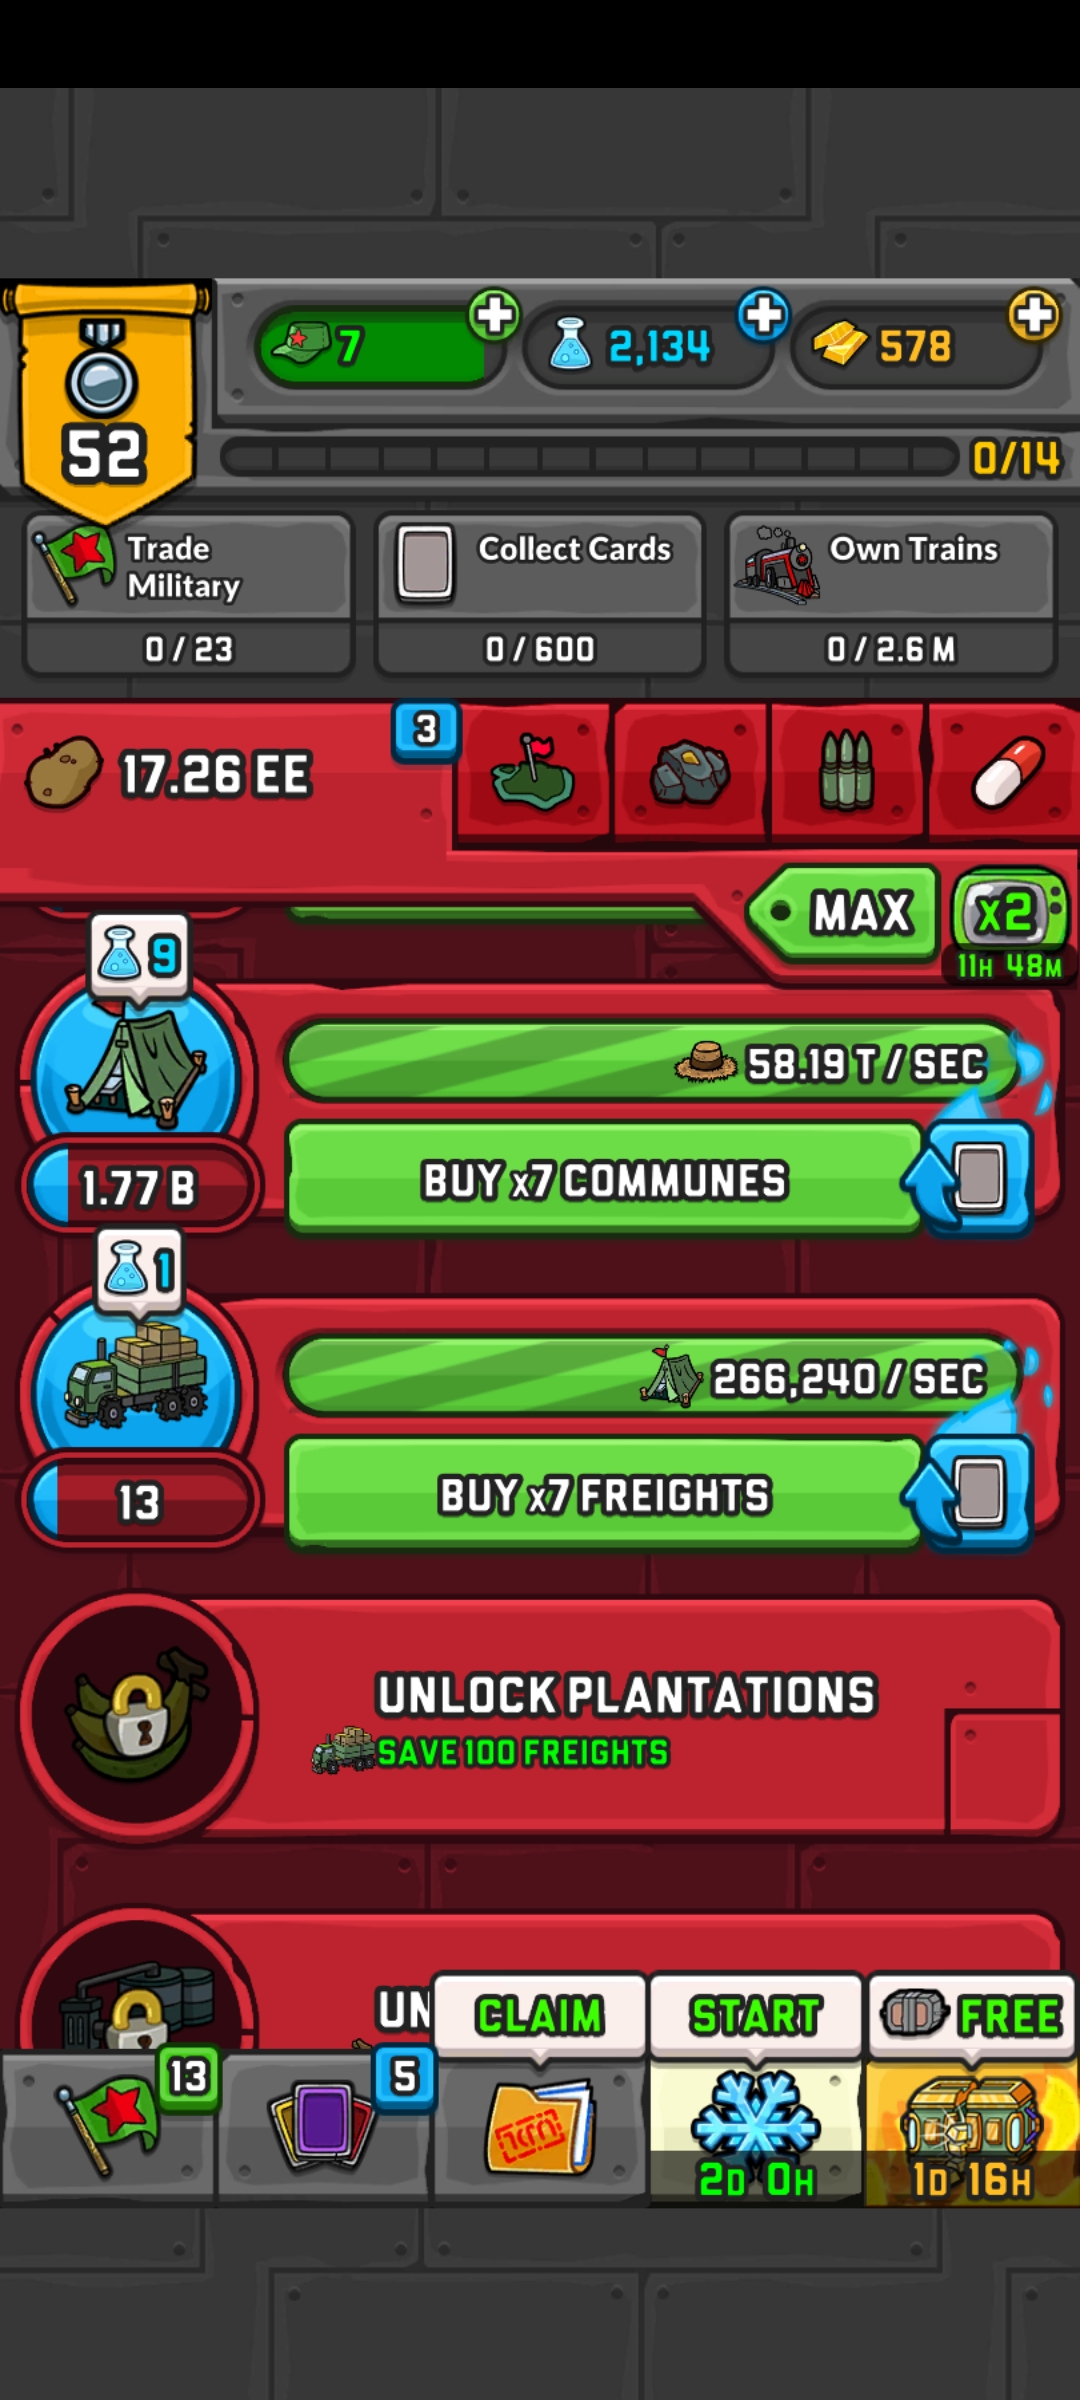 7
2,134
578
52
0/14
Trade
Military
Collect Cards
Own Trains
0 / 23
0 / 600
0 / 2.6 M
17.26 EE
3
MAX
x2
11H 48M
9
58.19 T / SEC
BUY x7 COMMUNES
1.77 B
1
266,240 / SEC
BUY x7 FREIGHTS
13
UNLOCK PLANTATIONS
SAVE 100 FREIGHTS
UN
CLAIM
START
FREE
13
5
2D 0H
1D 16H